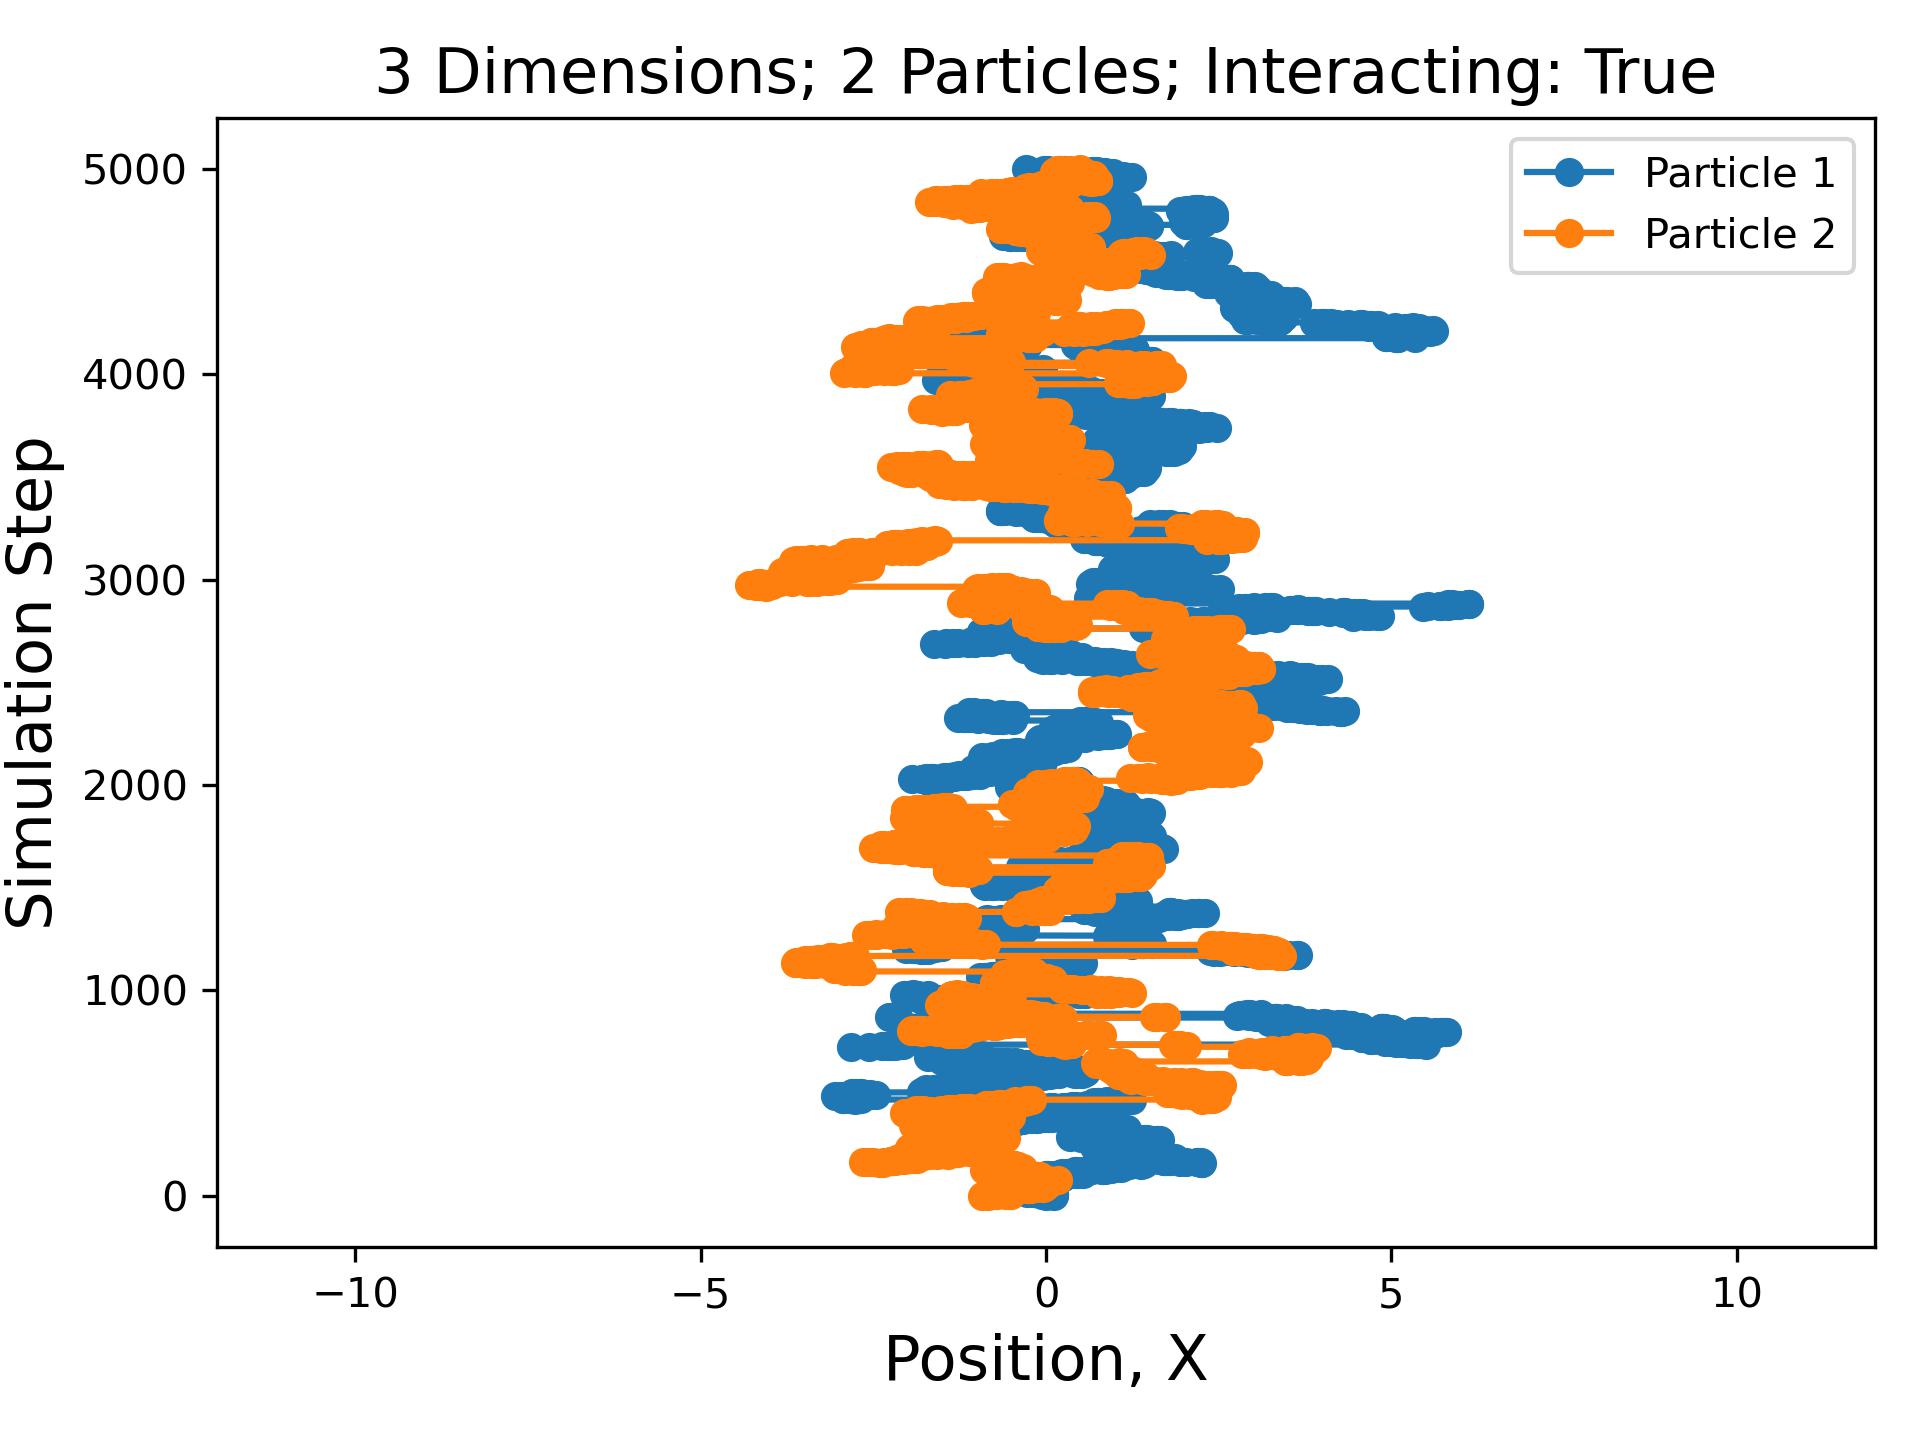 3 Dimensions; 2 Particles; Interacting: True
Particle 1
Particle 2
5000
4000
3000
2000
1000
0
Simulation Step
−10
−5
0
5
10
Position, X